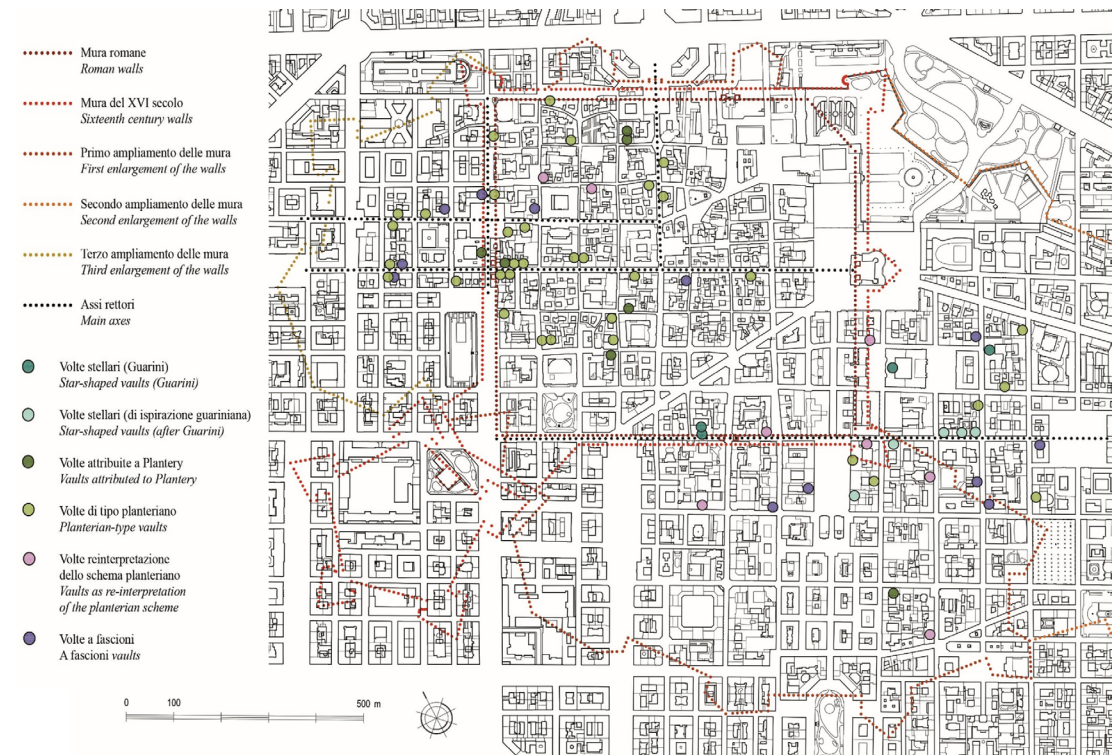 Mura romane
Roman walls
Mura del XVI secolo
Sixteenth century walls
Primo ampliamento delle mura
First enlargement of the walls
Secondo ampliamento delle mura
Second enlargement of the walls
Terzo ampliamento delle mura
Third enlargement of the walls
Assi rettori
Main axes
Volte stellari (Guarini)
Star-shaped vaults (Guarini)
Volte stellari (di ispirazione guariniana)
Star-shaped vaults (after Guarini)
Volte attribuite a Plantery
Vaults attributed to Plantery
Volte di tipo planteriano
Planterian-type vaults
Volte reinterpretazione
dello schema planteriano
Vaults as re-interpretation
of the planterian scheme
Volte a fascioni
A fascioni vaults
0 100 500 m